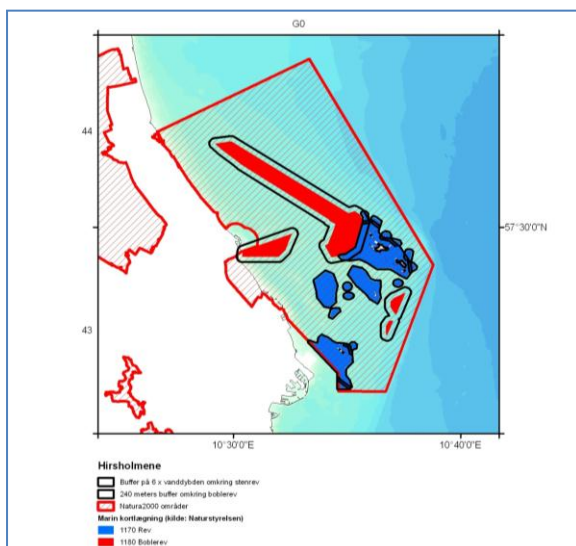 G0
44
57°30'0"N
43
10°30'0"E
10°40'0"E
Hirsholmene
Buffer på 6 x vanddybden omkring stenrev
240 meters buffer omkring boblerev
Natura2000 områder
Marin kortlægning (kilde: Naturstyrelsen)
1170 Rev
1180 Boblerev